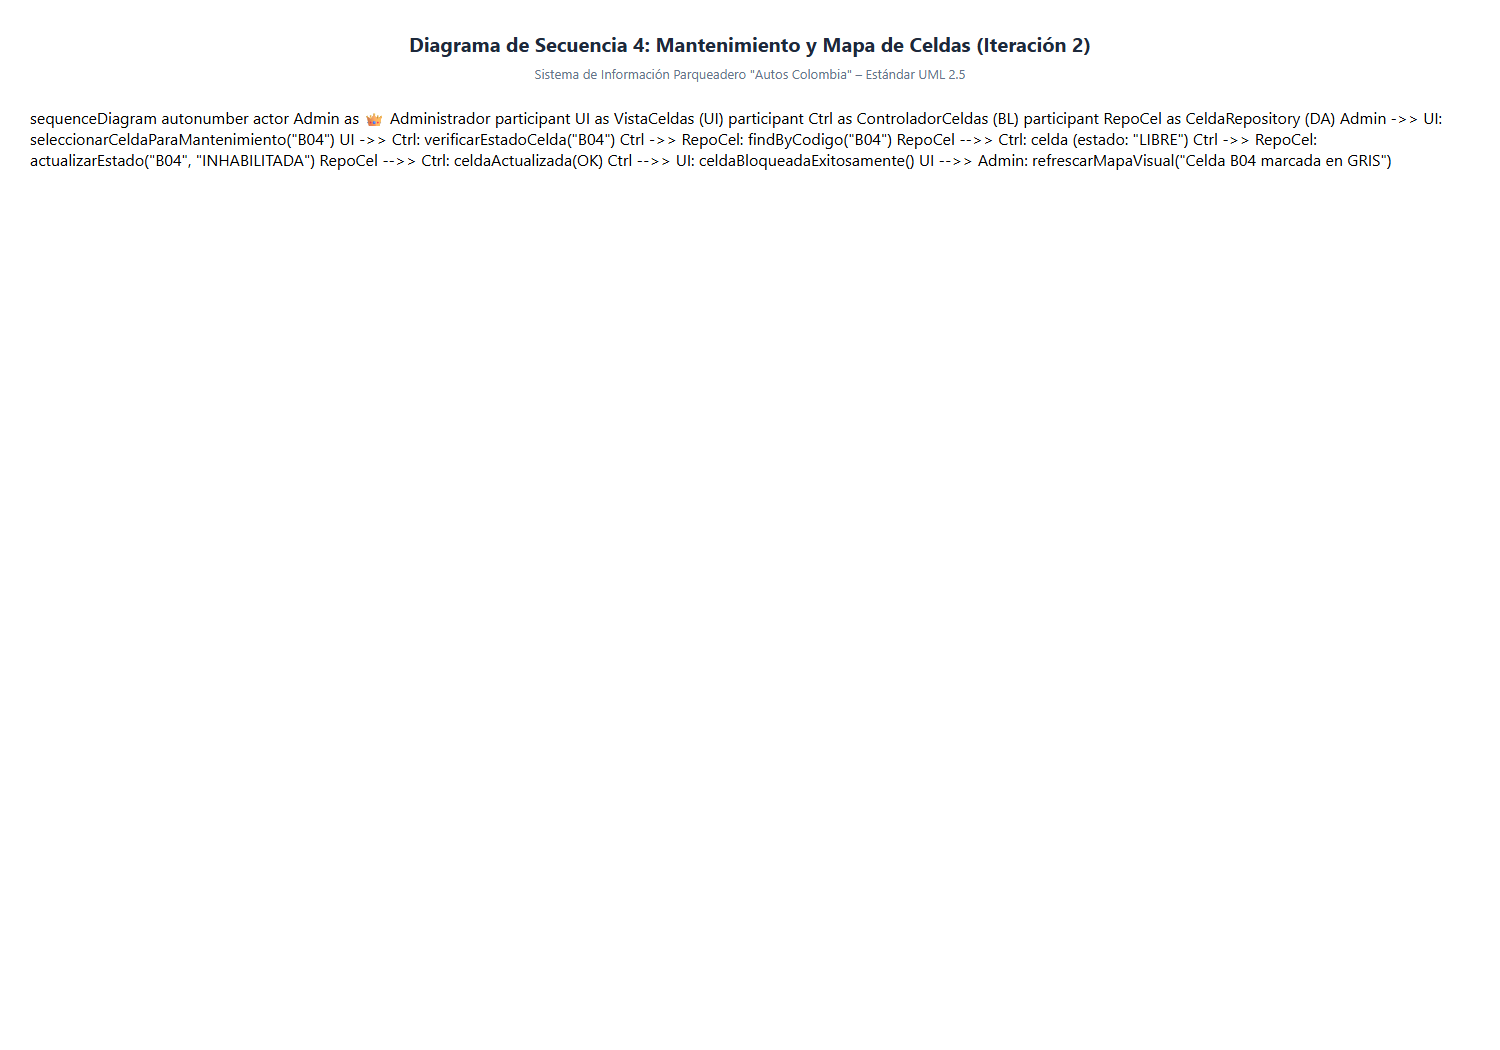 Diagrama de Secuencia 4: Mantenimiento y Mapa de Celdas (Iteración 2)
Sistema de Información Parqueadero "Autos Colombia" – Estándar UML 2.5
sequenceDiagram autonumber actor Admin as 👑 Administrador participant UI as VistaCeldas (UI) participant Ctrl as ControladorCeldas (BL) participant RepoCel as CeldaRepository (DA) Admin ->> UI:
seleccionarCeldaParaMantenimiento("B04") UI ->> Ctrl: verificarEstadoCelda("B04") Ctrl ->> RepoCel: findByCodigo("B04") RepoCel -->> Ctrl: celda (estado: "LIBRE") Ctrl ->> RepoCel:
actualizarEstado("B04", "INHABILITADA") RepoCel -->> Ctrl: celdaActualizada(OK) Ctrl -->> UI: celdaBloqueadaExitosamente() UI -->> Admin: refrescarMapaVisual("Celda B04 marcada en GRIS")